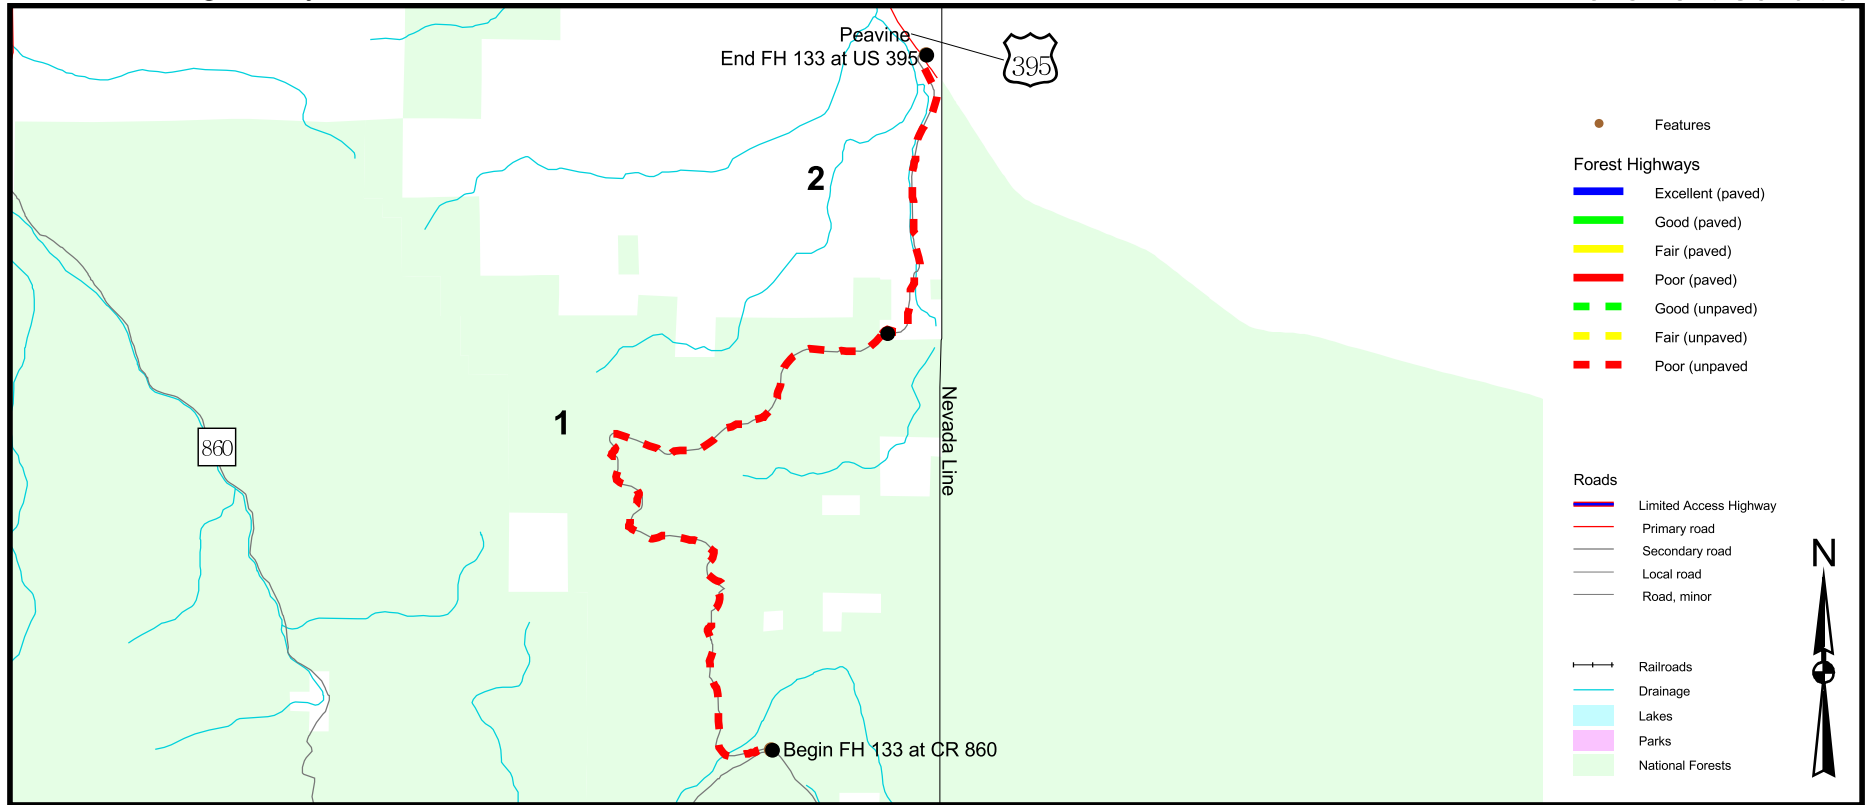 Peavine
End FH 133 at US 395
395
2
1
860
Nevada Line
Begin FH 133 at CR 860
Features
Forest Highways
Excellent (paved)
Good (paved)
Fair (paved)
Poor (paved)
Good (unpaved)
Fair (unpaved)
Poor (unpaved
Roads
Limited Access Highway
Primary road
Secondary road
Local road
Road, minor
N
Railroads
Drainage
Lakes
Parks
National Forests